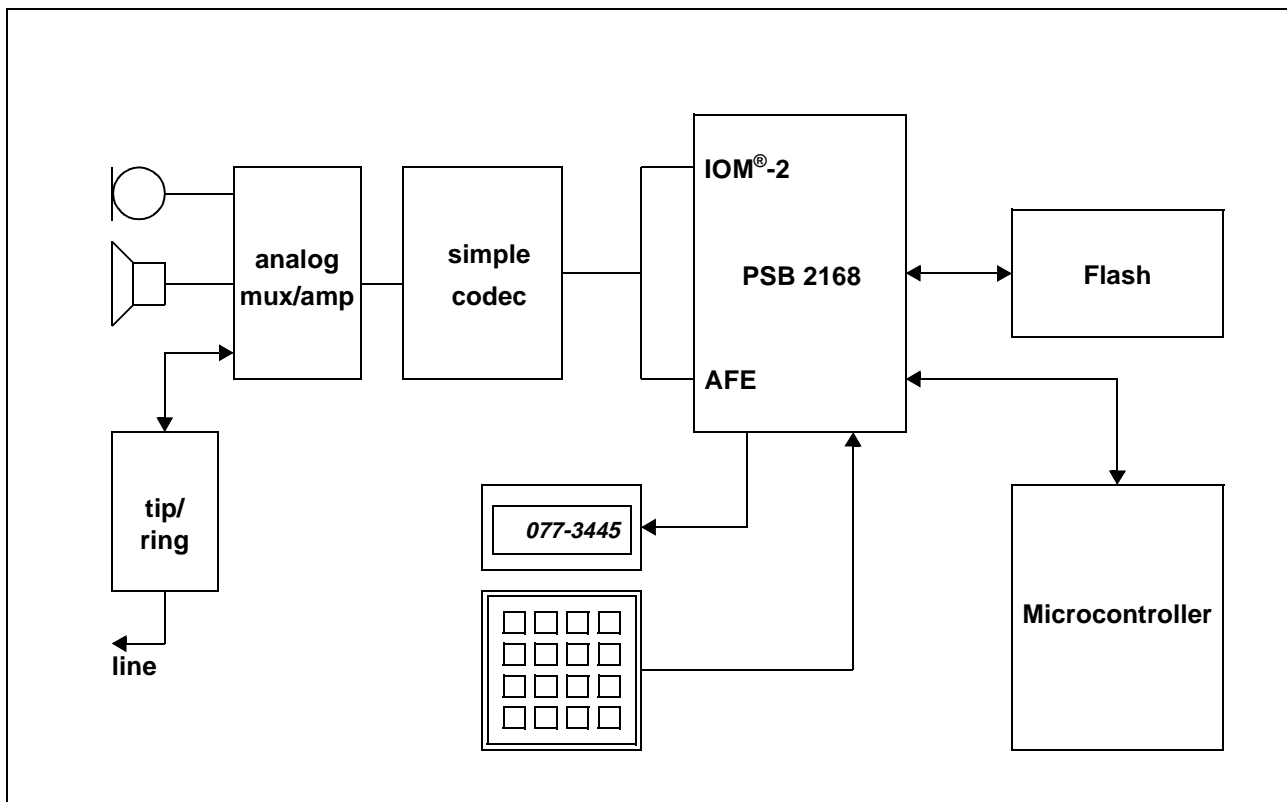 IOM®-2
analog
mux/amp
simple
codec
PSB 2168
Flash
AFE
tip/
ring
077-3445
Microcontroller
line